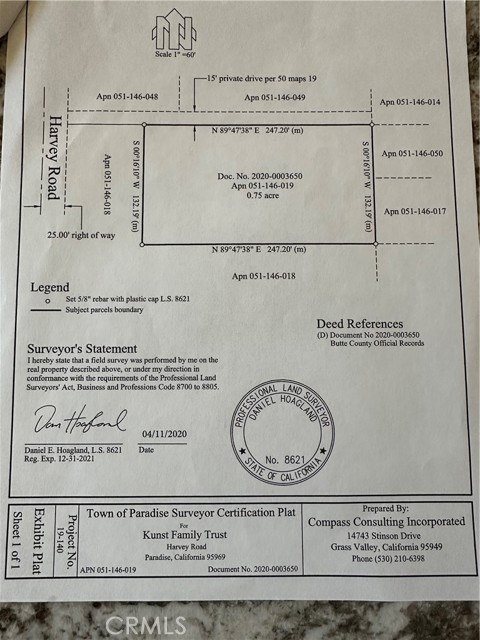 Scale 1" =60'
15' private drive per 50 maps 19
Apn 051-146-048
Apn 051-146-049
Apn 051-146-014
N 89°47'38" E 247.20' (m)
Harvey Road
Apn 051-146-018
S 00°16'10" W 132.19' (m)
Doc. No. 2020-0003650
Apn 051-146-019
0.75 acre
S 00°16'10" W 132.19' (m)
Apn 051-146-050
Apn 051-146-017
25.00' right of way
N 89°47'38" E 247.20' (m)
Apn 051-146-018
Legend
Set 5/8" rebar with plastic cap L.S. 8621
Subject parcels boundary
Deed References
(D) Document No 2020-0003650
Butte County Official Records
Surveyor's Statement
I hereby state that a field survey was performed by me on the
real property described above, or under my direction in
conformance with the requirements of the Professional Land
Surveyors' Act, Business and Professions Code 8700 to 8805.
Dan Hoagland
04/11/2020
Daniel E. Hoagland, L.S. 8621
Date
Reg. Exp. 12-31-2021
PROFESSIONAL LAND SURVEYOR
DANIEL HOAGLAND
No. 8621
STATE OF CALIFORNIA
Exhibit Plat
Sheet 1 of 1
Project No.
19-140
Town of Paradise Surveyor Certification Plat
For
Kunst Family Trust
Harvey Road
Paradise, California 95969
APN 051-146-019
Document No. 2020-0003650
Prepared By:
Compass Consulting Incorporated
14743 Stinson Drive
Grass Valley, California 95949
Phone (530) 210-6398
CRMLS